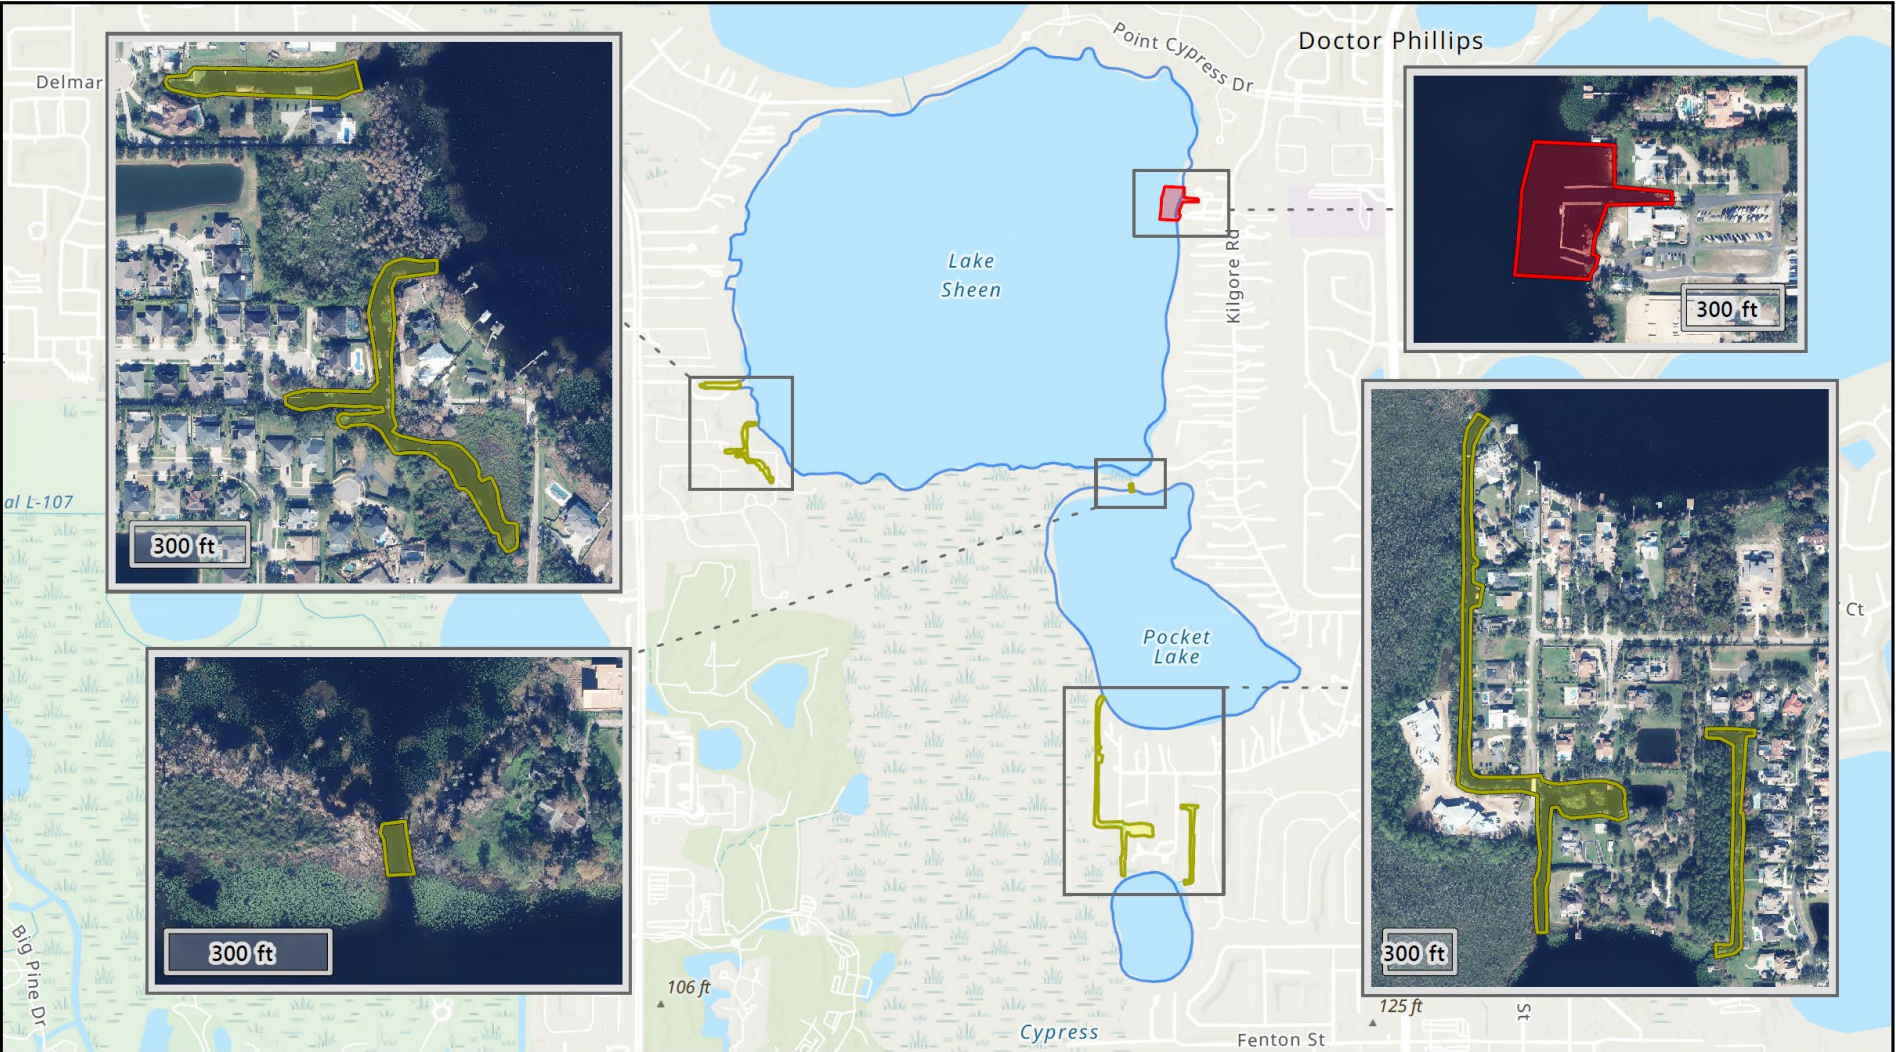 Point Cypress Dr
Doctor Phillips
Delmar
Lake
Sheen
Kilgore Rd
300 ft
al L-107
300 ft
Pocket
Lake
Ct
300 ft
300 ft
Big Pine Dr
106 ft
125 ft
St
Cypress
Fenton St